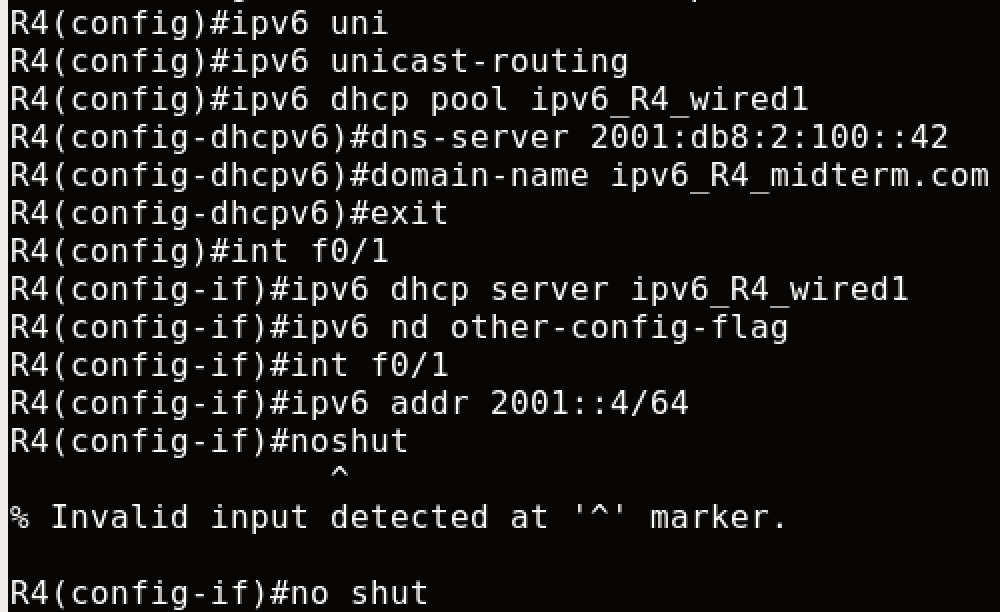 R4(config)#ipv6 uni
R4(config)#ipv6 unicast-routing
R4(config)#ipv6 dhcp pool ipv6_R4_wired1
R4(config-dhcpv6)#dns-server 2001:db8:2:100::42
R4(config-dhcpv6)#domain-name ipv6_R4_midterm.com
R4(config-dhcpv6)#exit
R4(config)#int f0/1
R4(config-if)#ipv6 dhcp server ipv6_R4_wired1
R4(config-if)#ipv6 nd other-config-flag
R4(config-if)#int f0/1
R4(config-if)#ipv6 addr 2001::4/64
R4(config-if)#noshut
^
% Invalid input detected at '^' marker.
R4(config-if)#no shut